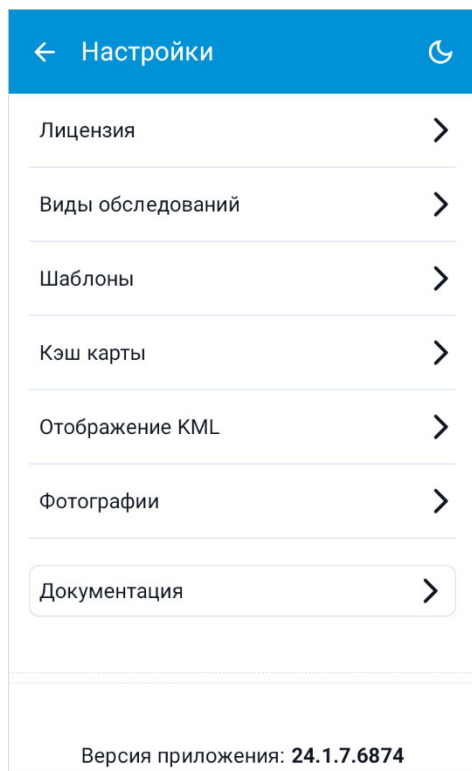 Настройки
Лицензия
Виды обследований
Шаблоны
Кэш карты
Отображение KML
Фотографии
Документация
Версия приложения: 24.1.7.6874